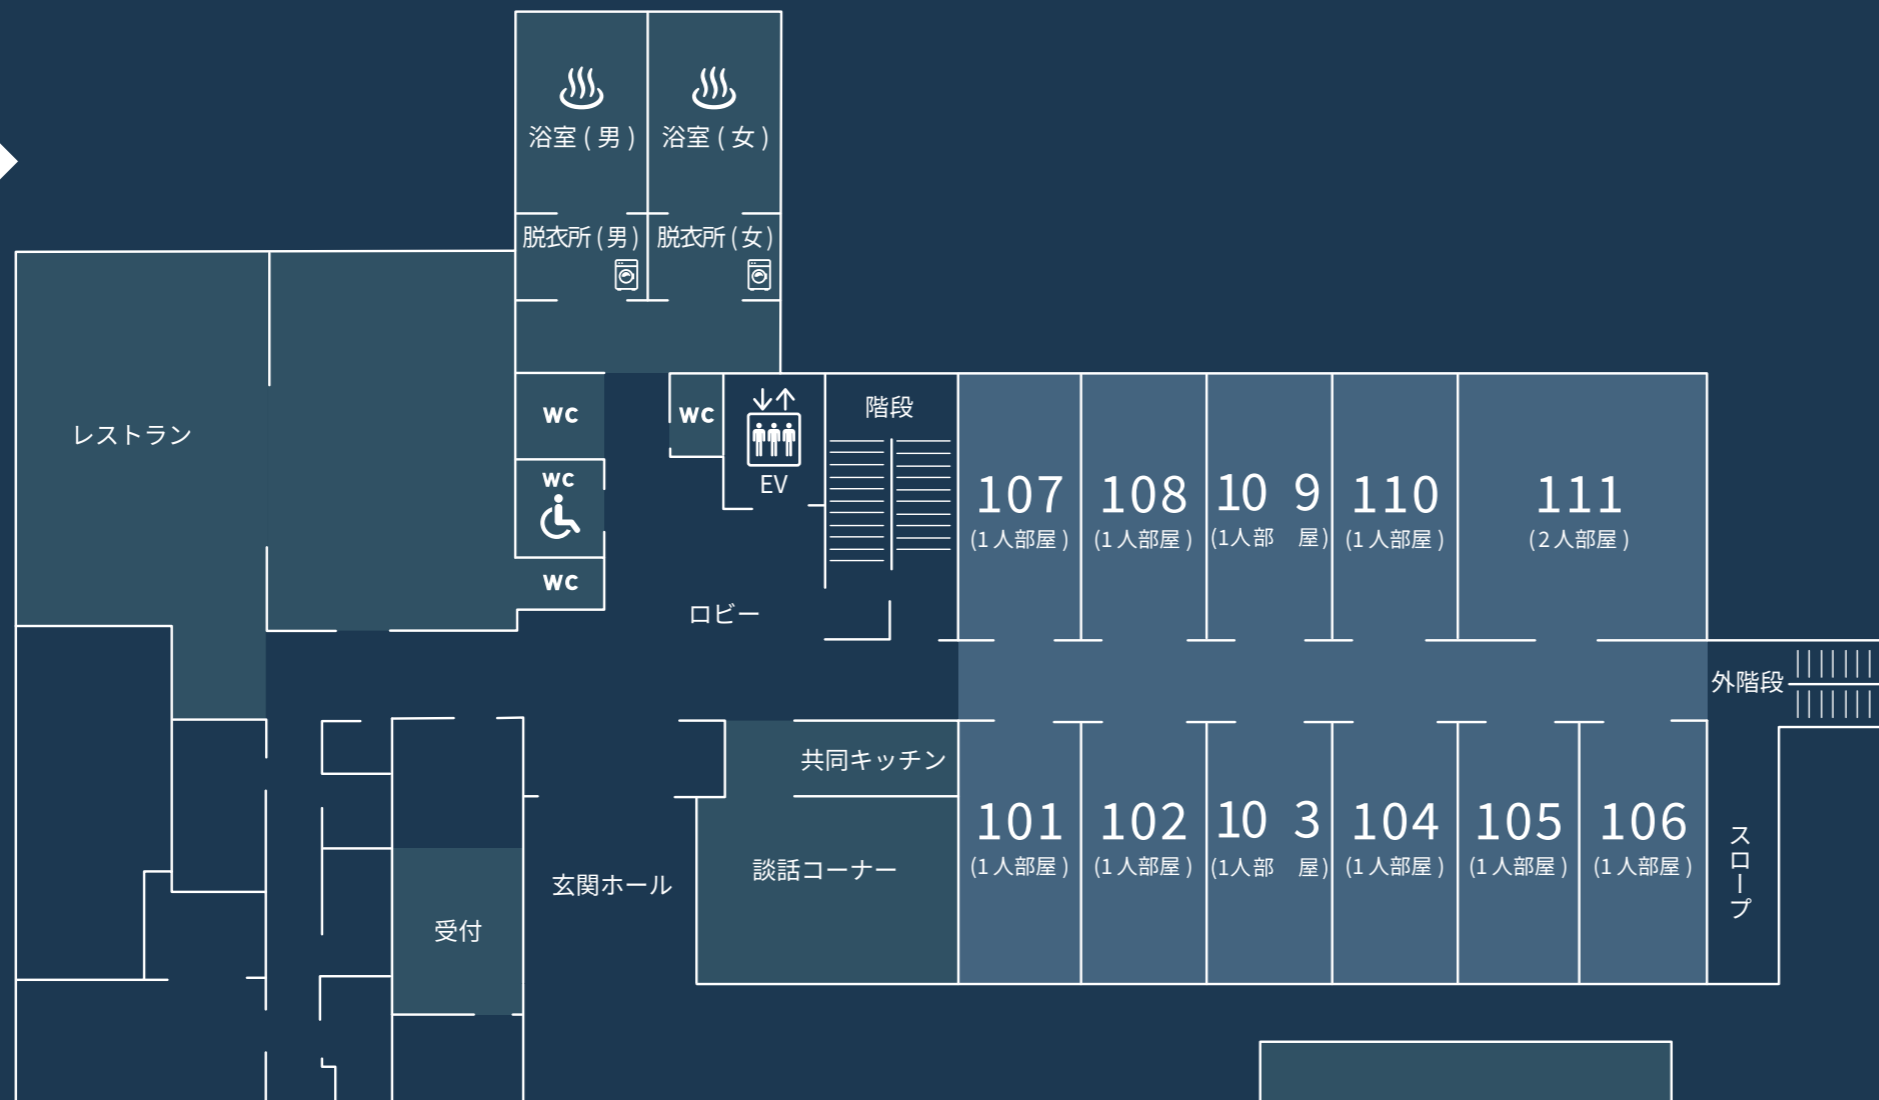 浴室 ( 男 )
浴室 ( 女 )
脱衣所 ( 男 )
脱衣所 ( 女 )
レストラン
WC
WC
WC
WC
EV
階段
ロビー
107
(1人部屋)
108
(1人部屋)
10 9
(1人部 屋)
110
(1人部屋)
111
(2人部屋)
外階段
共同キッチン
談話コーナー
玄関ホール
受付
101
(1人部屋)
102
(1人部屋)
10 3
(1人部 屋)
104
(1人部屋)
105
(1人部屋)
106
(1人部屋)
スロープ